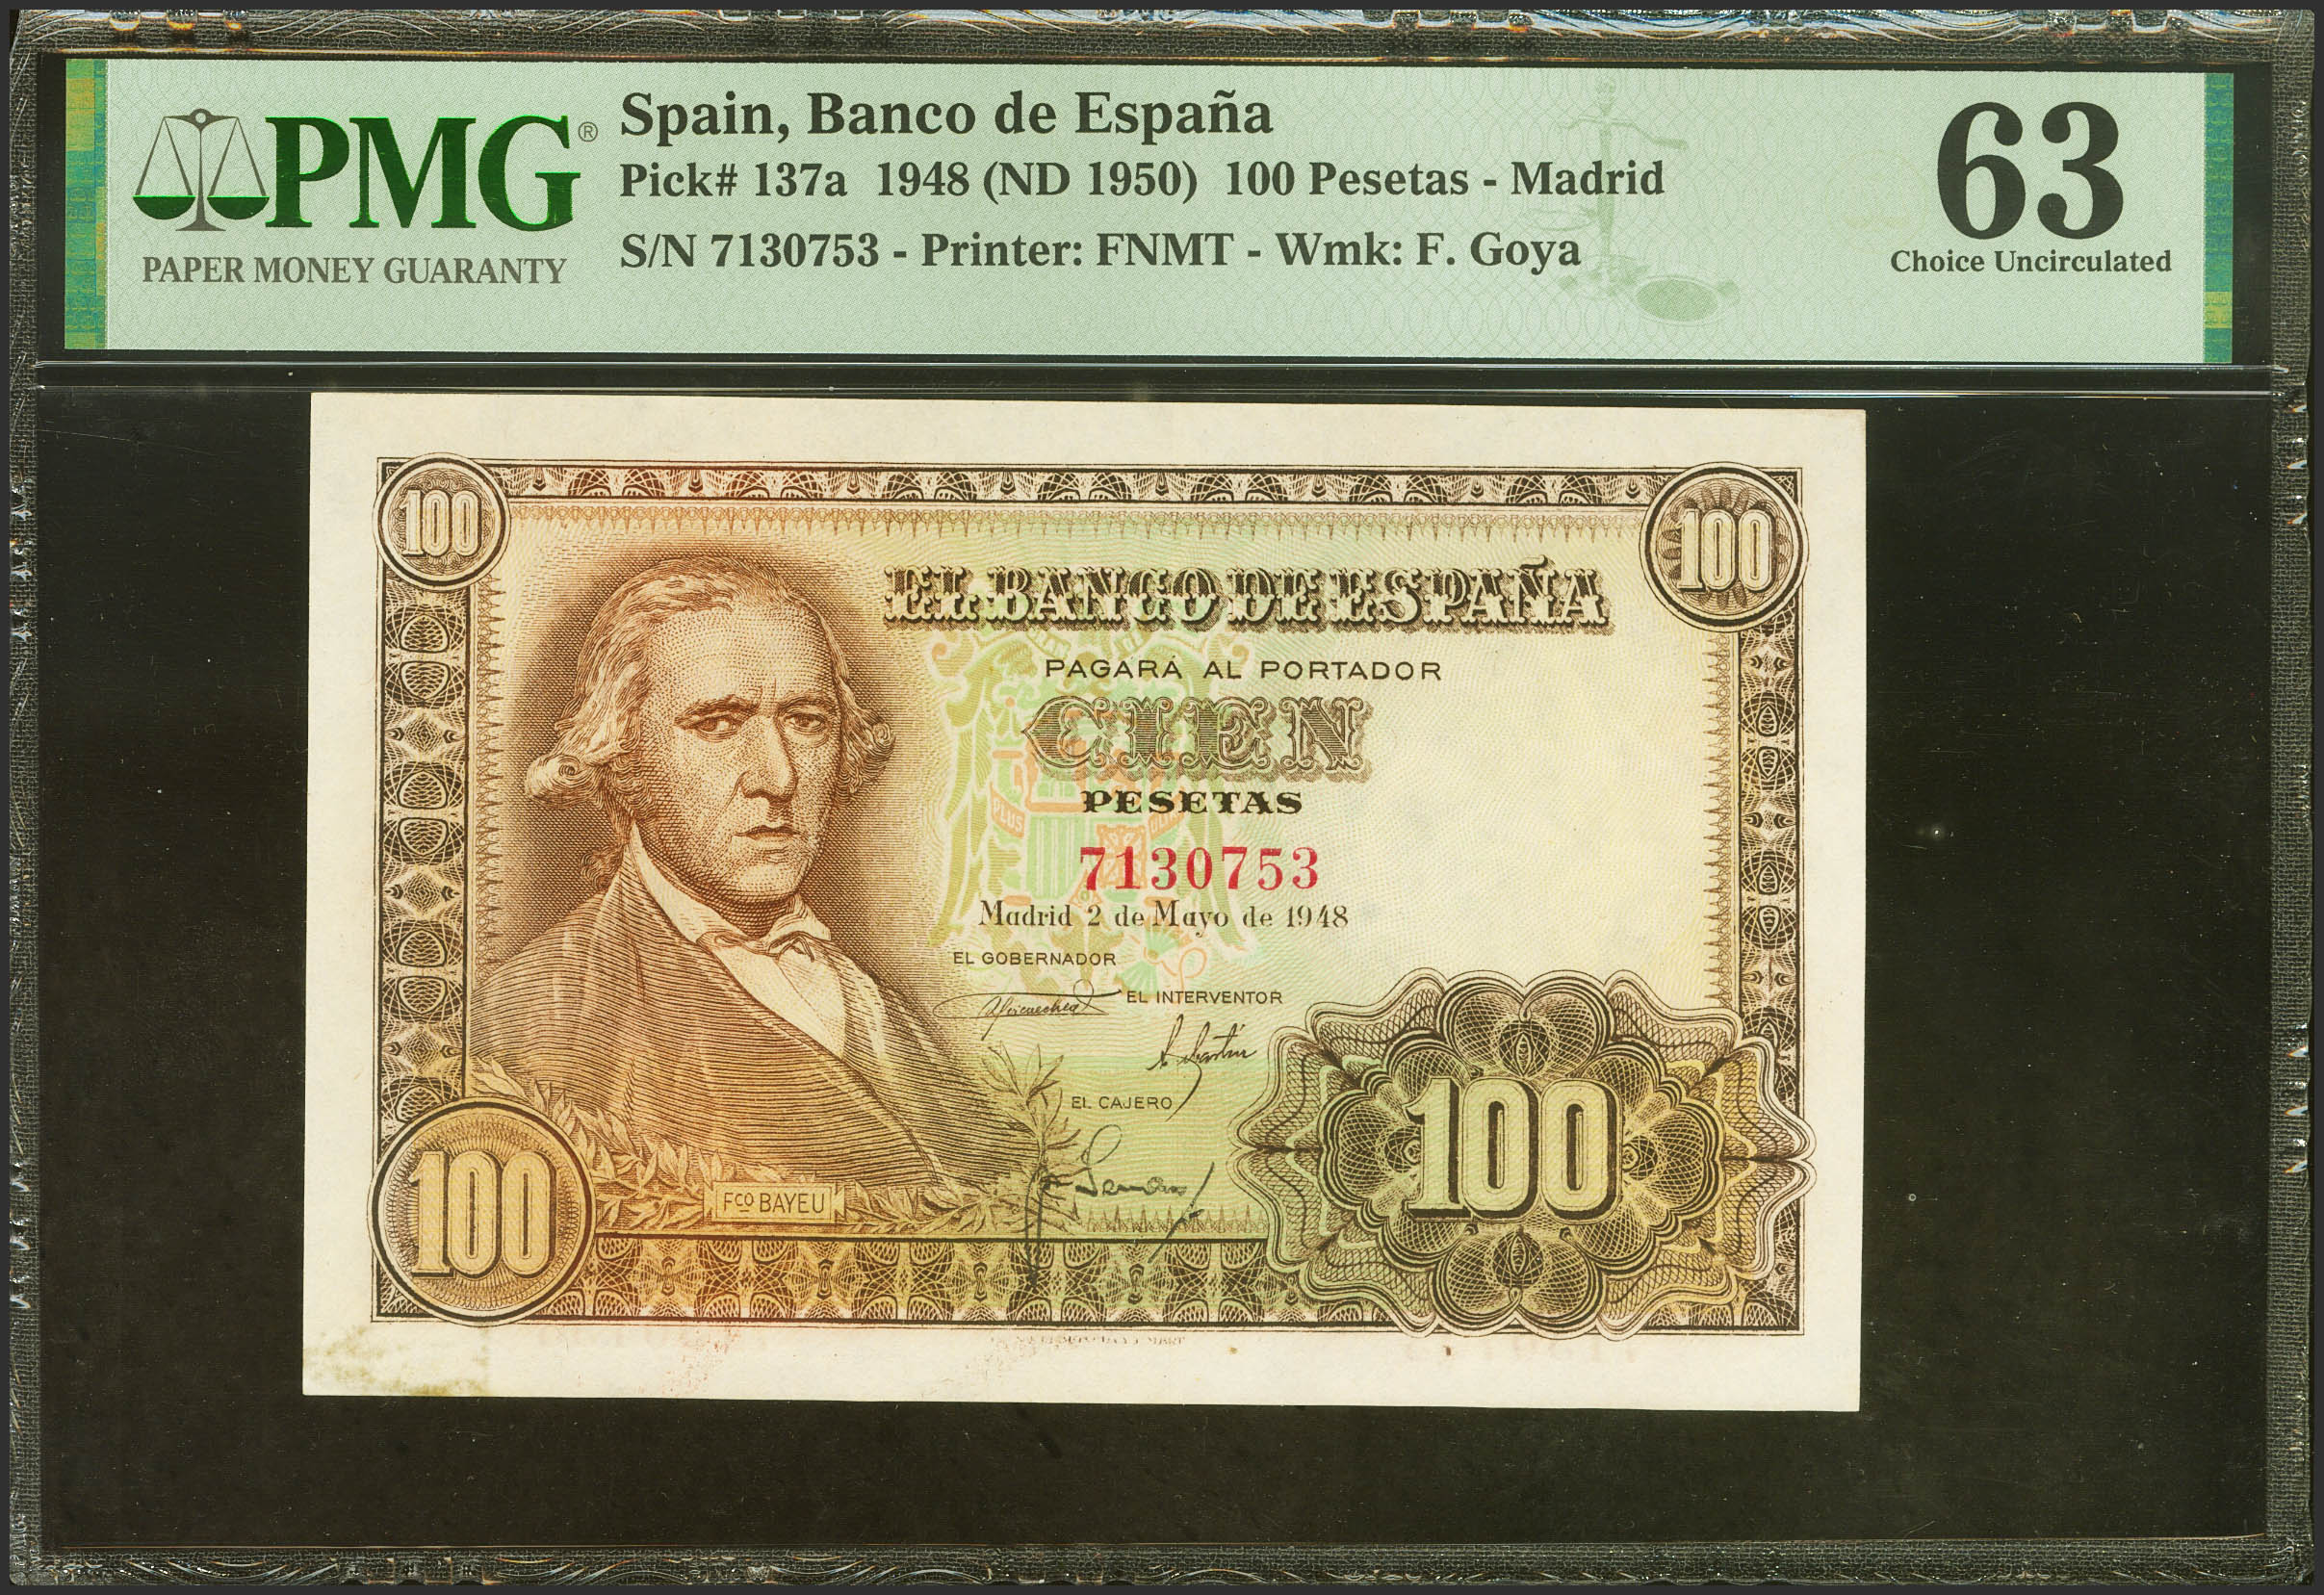 PMG®
PAPER MONEY GUARANTY
Spain, Banco de España
Pick# 137a 1948 (ND 1950) 100 Pesetas - Madrid
S/N 7130753 - Printer: FNMT - Wmk: F. Goya
63
Choice Uncirculated
100
100
EL BANCO DE ESPAÑA
PAGARÁ AL PORTADOR
CIEN
PESETAS
PLUS
7130753
Madrid 2 de Mayo de 1948
EL GOBERNADOR
EL INTERVENTOR
EL CAJERO
FCO BAYEU
100
100